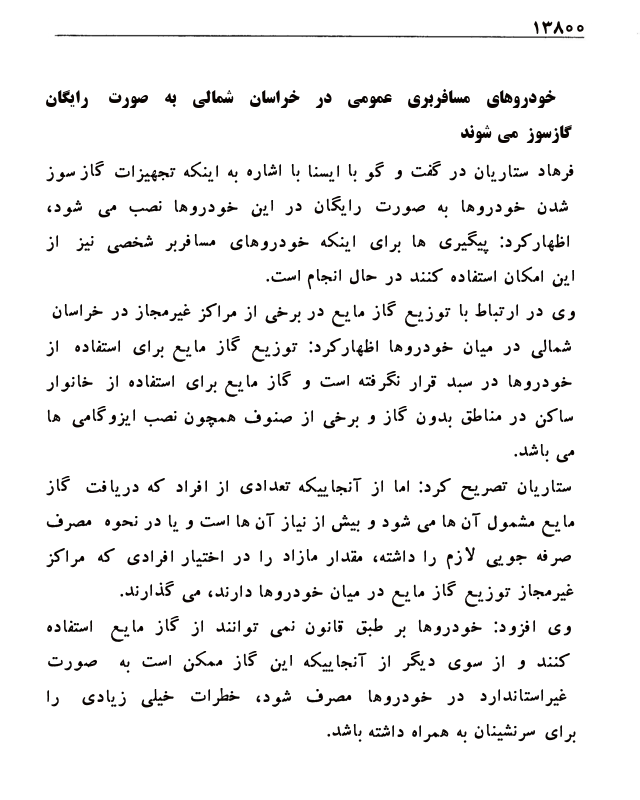 ۱۳۸۰۰
خودروهای مسافربری عمومی در خراسان شمالی به صورت رایگان
گازسوز می شوند
فرهاد ستاریان در گفت و گو با ایسنا با اشاره به اینکه تجهیزات گاز سوز
شدن خودروها به صورت رایگان در این خودروها نصب می شود،
اظهارکرد: پیگیری ها برای اینکه خودروهای مسافربر شخصی نیز از
این امکان استفاده کنند در حال انجام است.
وی در ارتباط با توزیع گاز مایع در برخی از مراکز غیرمجاز در خراسان
شمالی در میان خودروها اظهارکرد: توزیع گاز مایع برای استفاده از
خودروها در سبد قرار نگرفته است و گاز مایع برای استفاده از خانوار
ساکن در مناطق بدون گاز و برخی از صنوف همچون نصب ایزوگامی ها
می باشد.
ستاریان تصریح کرد: اما از آنجاییکه تعدادی از افراد که دریافت گاز
مایع مشمول آن ها می شود و بیش از نیاز آن ها است و یا در نحوه مصرف
صرفه جویی لازم را داشته، مقدار مازاد را در اختیار افرادی که مراکز
غیرمجاز توزیع گاز مایع در میان خودروها دارند، می گذارند.
وی افزود: خودروها بر طبق قانون نمی توانند از گاز مایع استفاده
کنند و از سوی دیگر از آنجاییکه این گاز ممکن است به صورت
غیراستاندارد در خودروها مصرف شود، خطرات خیلی زیادی را
برای سرنشینان به همراه داشته باشد.